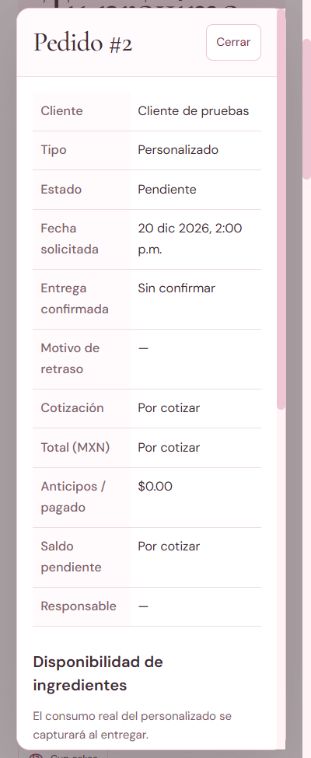 Pedido #2
Cerrar
Cliente
Cliente de pruebas
Tipo
Personalizado
Estado
Pendiente
Fecha
solicitada
20 dic 2026, 2:00
p.m.
Entrega
confirmada
Sin confirmar
Motivo de
retraso
—
Cotización
Por cotizar
Total (MXN)
Por cotizar
Anticipos /
pagado
$0.00
Saldo
pendiente
Por cotizar
Responsable
—
Disponibilidad de
ingredientes
El consumo real del personalizado se
capturará al entregar.